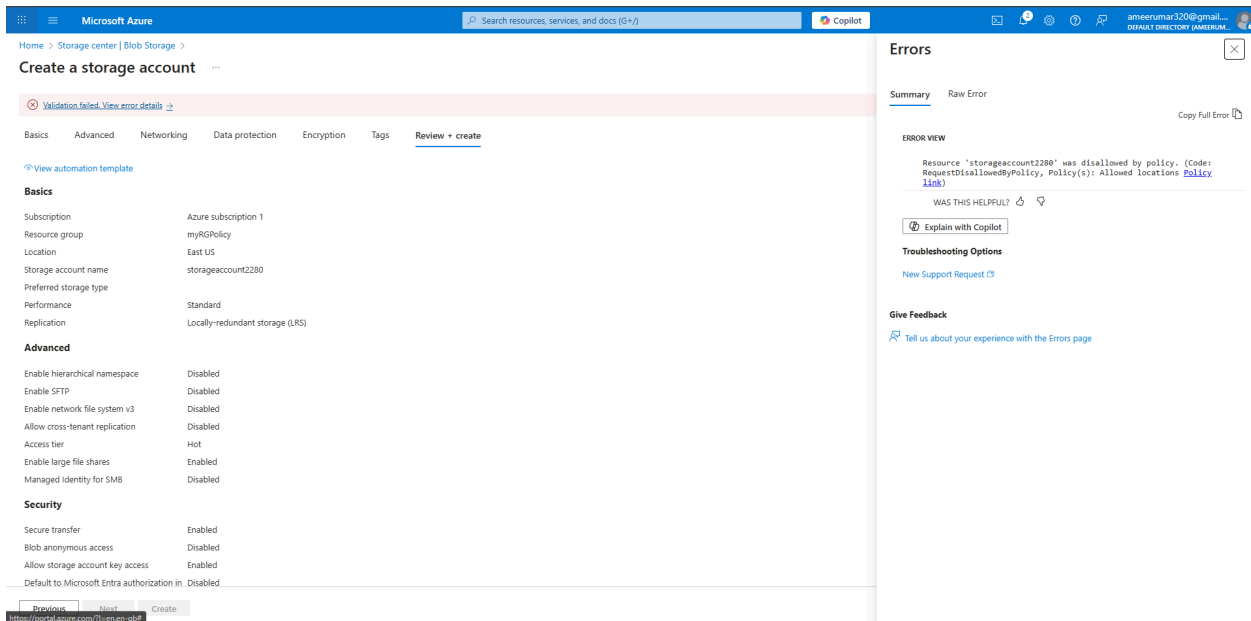 Microsoft Azure
Search resources, services, and docs (G+/)
Copilot
2
ameerumar320@gmail....
DEFAULT DIRECTORY (AMEERUM...
Home > Storage center | Blob Storage >
Create a storage account ...
Validation failed. View error details →
Basics Advanced Networking Data protection Encryption Tags Review + create
View automation template
Basics
Subscription Azure subscription 1
Resource group myRGPolicy
Location East US
Storage account name storageaccount2280
Preferred storage type
Performance Standard
Replication Locally-redundant storage (LRS)
Advanced
Enable hierarchical namespace Disabled
Enable SFTP Disabled
Enable network file system v3 Disabled
Allow cross-tenant replication Disabled
Access tier Hot
Enable large file shares Enabled
Managed Identity for SMB Disabled
Security
Secure transfer Enabled
Blob anonymous access Disabled
Allow storage account key access Enabled
Default to Microsoft Entra authorization in Disabled
Previous Next Create
https://portal.azure.com/?l=en.en-gb#
Errors
Summary Raw Error
Copy Full Error
ERROR VIEW
Resource 'storageaccount2280' was disallowed by policy. (Code:
RequestDisallowedByPolicy, Policy(s): Allowed locations Policy
link)
WAS THIS HELPFUL?
Explain with Copilot
Troubleshooting Options
New Support Request
Give Feedback
Tell us about your experience with the Errors page